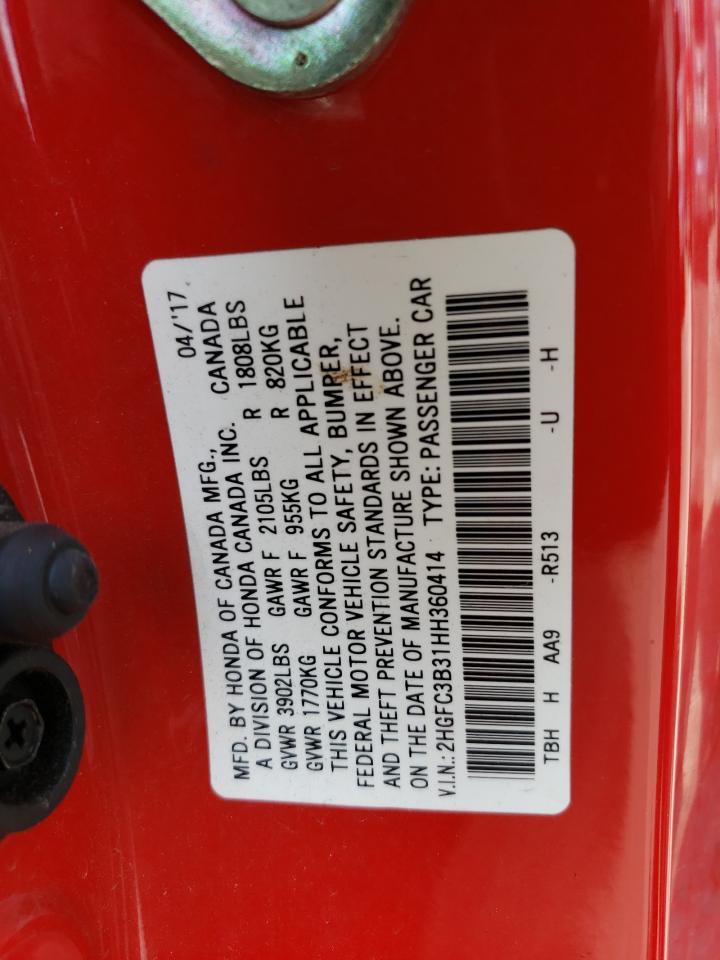 04/'17
MFD. BY HONDA OF CANADA MFG.,
A DIVISION OF HONDA CANADA INC. CANADA
GVWR 3902LBS GAWR F 2105LBS R 1808LBS
GVWR 1770KG GAWR F 955KG R 820KG
THIS VEHICLE CONFORMS TO ALL APPLICABLE
FEDERAL MOTOR VEHICLE SAFETY, BUMPER,
AND THEFT PREVENTION STANDARDS IN EFFECT
ON THE DATE OF MANUFACTURE SHOWN ABOVE.
V.I.N.: 2HGFC3B31HH360414 TYPE: PASSENGER CAR
TBH H AA9 -R513 -U -H